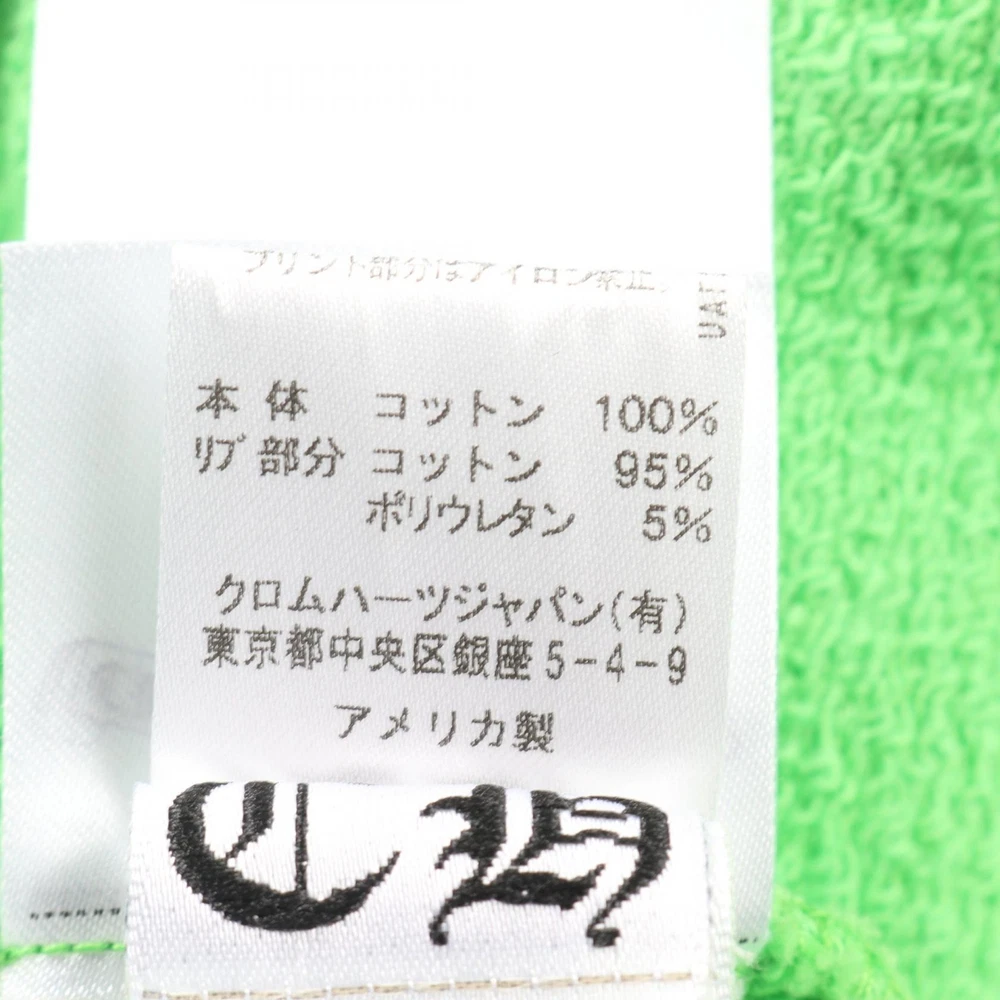 プリント部分はアイロン禁止。
本体 コットン 100%
リブ部分 コットン 95%
ポリウレタン 5%
クロムハーツジャパン(有)
東京都中央区銀座5-4-9
アメリカ製
CH